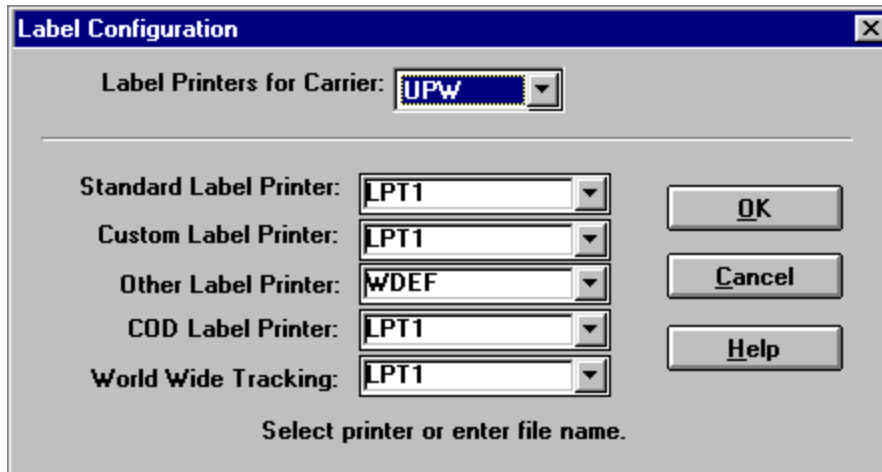 Label Configuration
Label Printers for Carrier: UPW
Standard Label Printer: LPT1
OK
Custom Label Printer: LPT1
Other Label Printer: WDEF
Cancel
COD Label Printer: LPT1
Help
World Wide Tracking: LPT1
Select printer or enter file name.